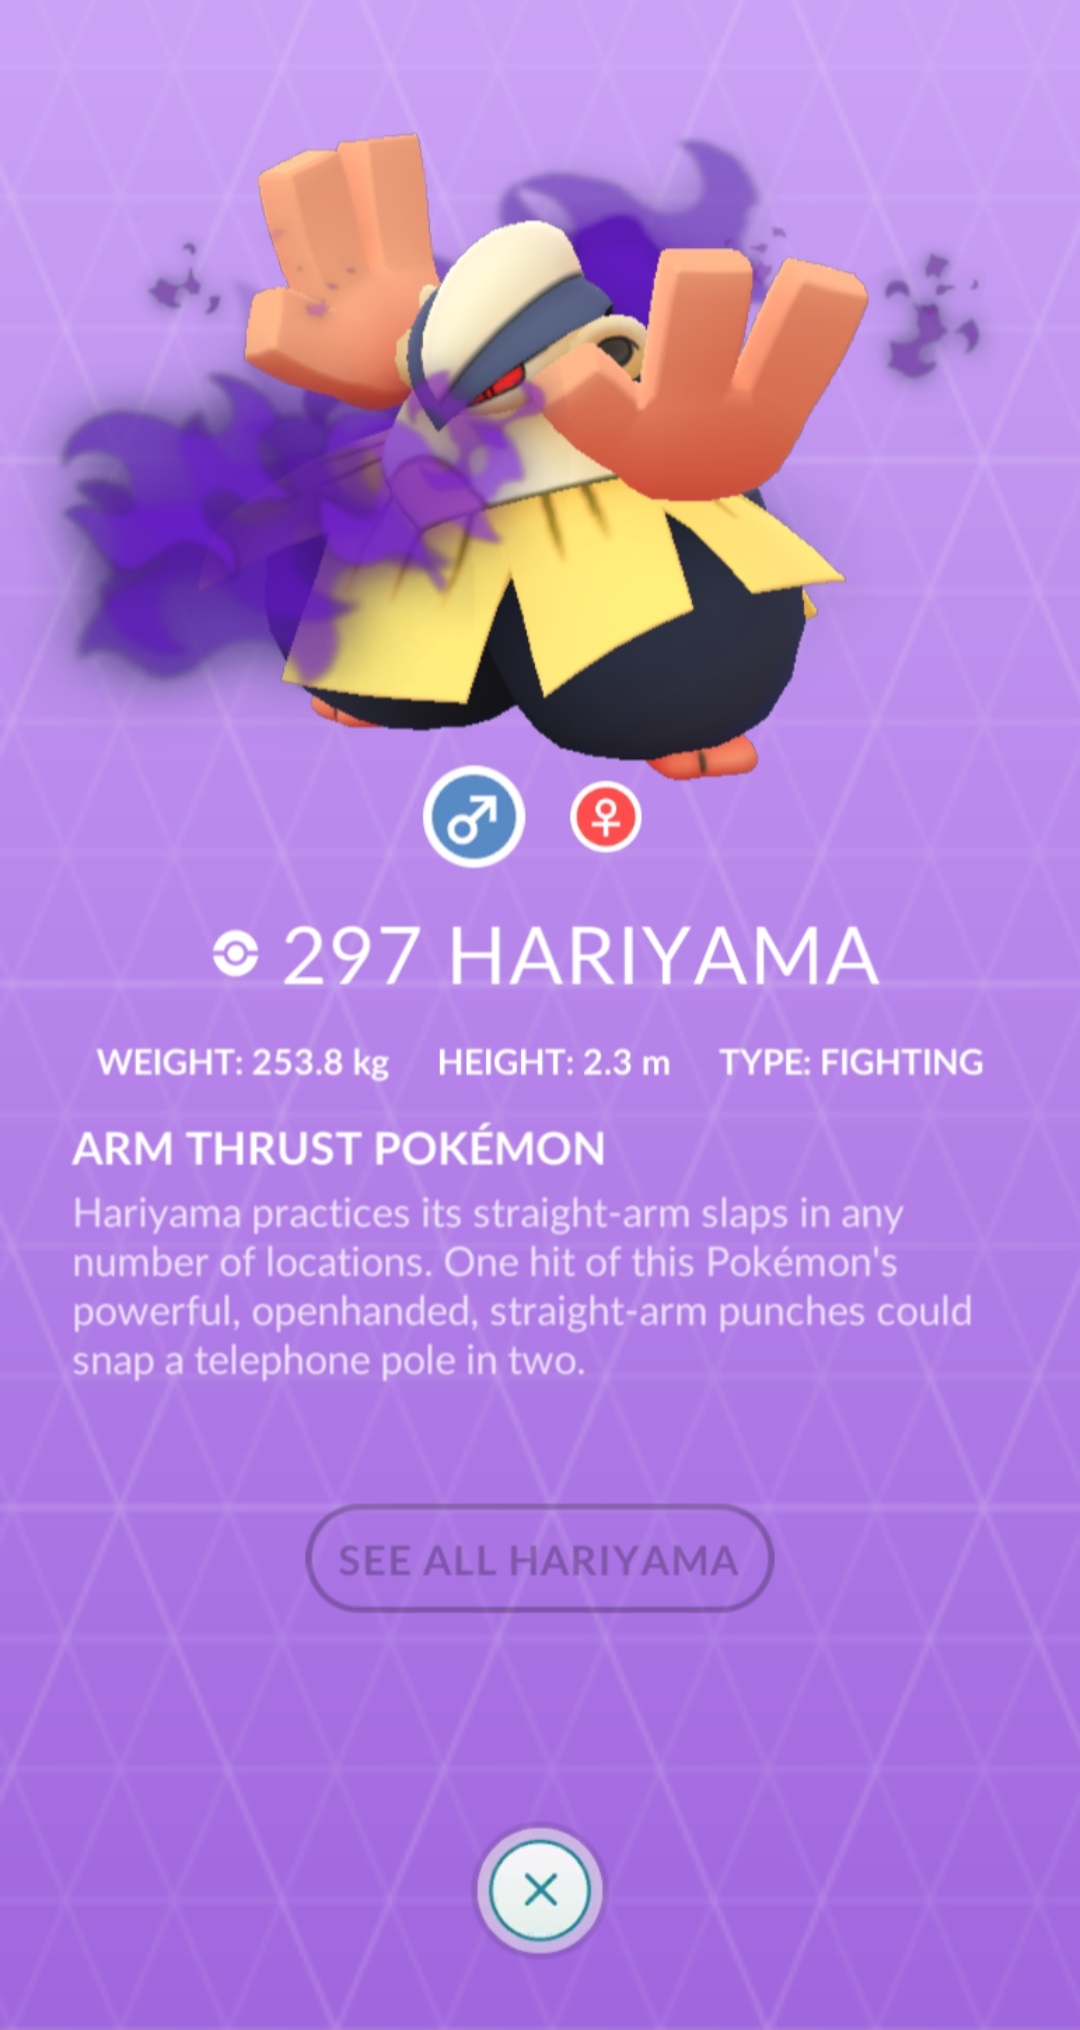 297 HARIYAMA
WEIGHT: 253.8 kg HEIGHT: 2.3 m TYPE: FIGHTING
ARM THRUST POKÉMON
Hariyama practices its straight-arm slaps in any
number of locations. One hit of this Pokémon's
powerful, openhanded, straight-arm punches could
snap a telephone pole in two.
SEE ALL HARIYAMA